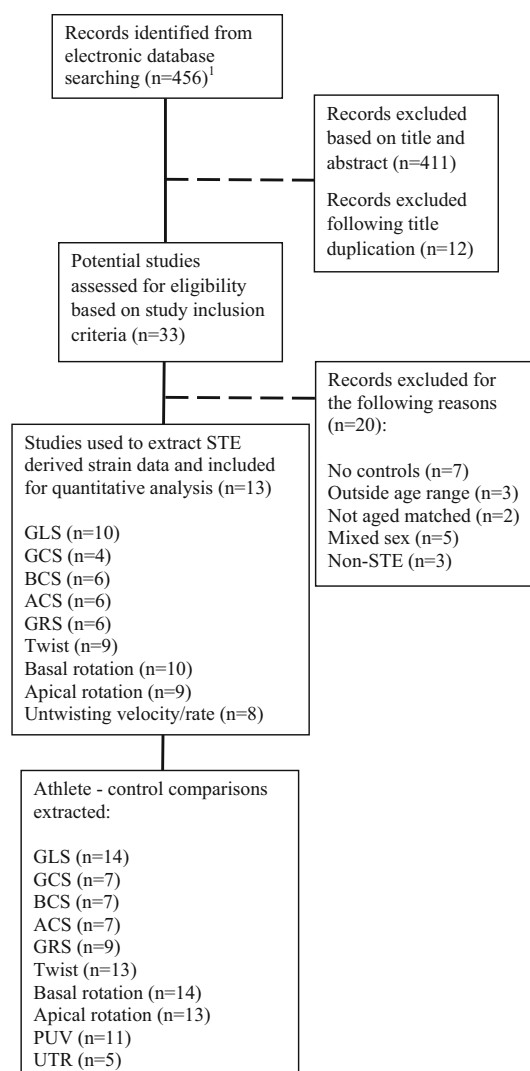 Records identified from
electronic database
searching (n=456)1
Records excluded
based on title and
abstract (n=411)
Records excluded
following title
duplication (n=12)
Potential studies
assessed for eligibility
based on study inclusion
criteria (n=33)
Records excluded for
the following reasons
(n=20):
No controls (n=7)
Outside age range (n=3)
Not aged matched (n=2)
Mixed sex (n=5)
Non-STE (n=3)
Studies used to extract STE
derived strain data and included
for quantitative analysis (n=13)
GLS (n=10)
GCS (n=4)
BCS (n=6)
ACS (n=6)
GRS (n=6)
Twist (n=9)
Basal rotation (n=10)
Apical rotation (n=9)
Untwisting velocity/rate (n=8)
Athlete - control comparisons
extracted:
GLS (n=14)
GCS (n=7)
BCS (n=7)
ACS (n=7)
GRS (n=9)
Twist (n=13)
Basal rotation (n=14)
Apical rotation (n=13)
PUV (n=11)
UTR (n=5)